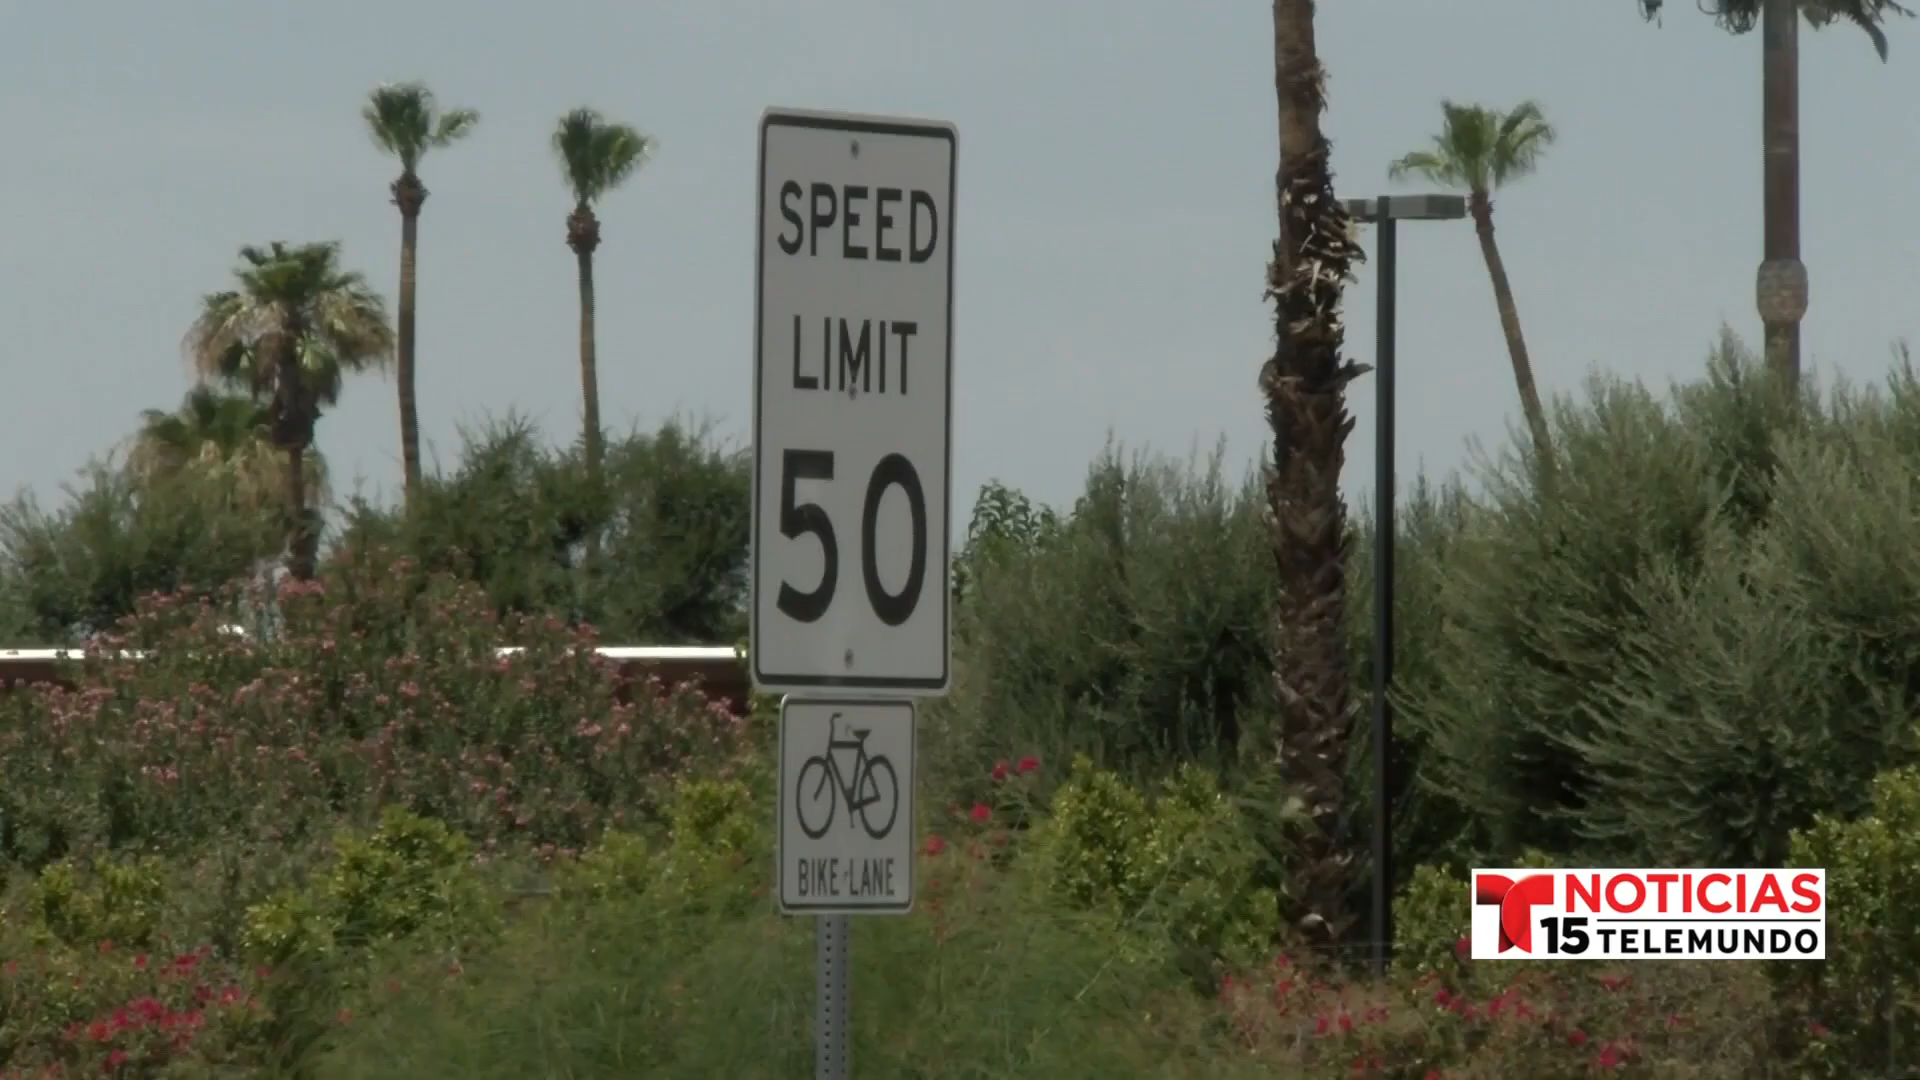 SPEED
LIMIT
50
BIKE LANE
NOTICIAS
15 TELEMUNDO